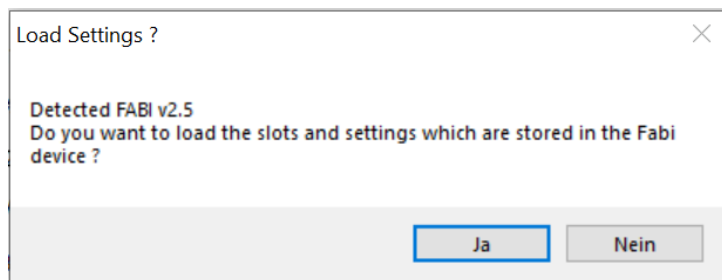 Load Settings ?
Detected FABI v2.5
Do you want to load the slots and settings which are stored in the Fabi
device ?
Ja
Nein